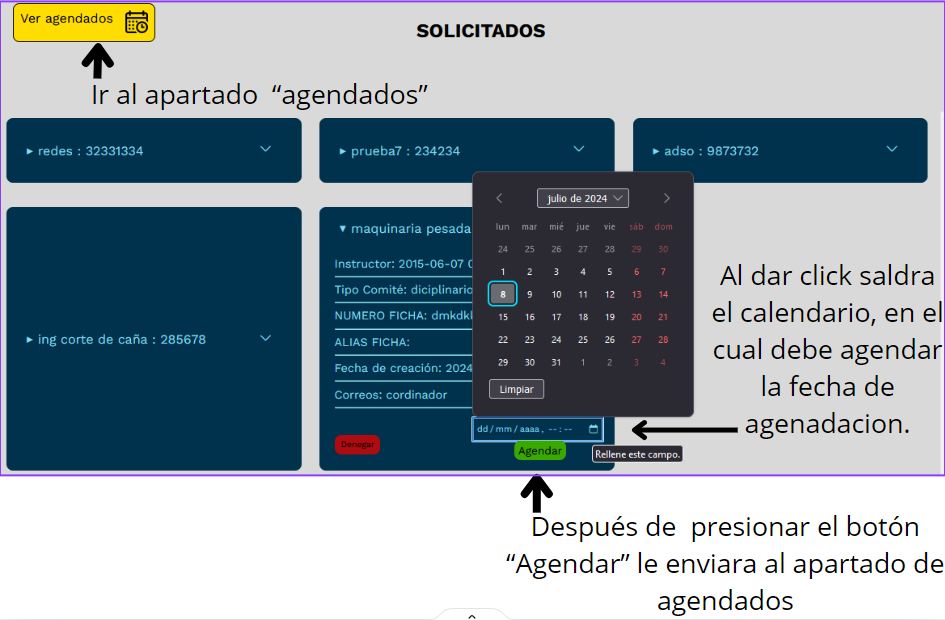 Ver agendados
SOLICITADOS
Ir al apartado “agendados”
▸ redes : 32331334
▸ prueba7 : 234234
▸ adso : 9873732
▸ ing corte de caña : 285678
▾ maquinaria pesada
Instructor: 2015-06-07 0
Tipo Comité: diciplinario
NUMERO FICHA: dmkdk
ALIAS FICHA:
Fecha de creación: 2024
Correos: cordinador
Denegar
julio de 2024
lun mar mié jue vie sáb dom
24 25 26 27 28 29 30
1 2 3 4 5 6 7
8 9 10 11 12 13 14
15 16 17 18 19 20 21
22 23 24 25 26 27 28
29 30 31 1 2 3 4
Limpiar
dd/mm/aaaa, --:--
Agendar
Rellene este campo.
Al dar click saldra
el calendario, en el
cual debe agendar
la fecha de
agenadacion.
Después de presionar el botón
“Agendar” le enviara al apartado de
agendados